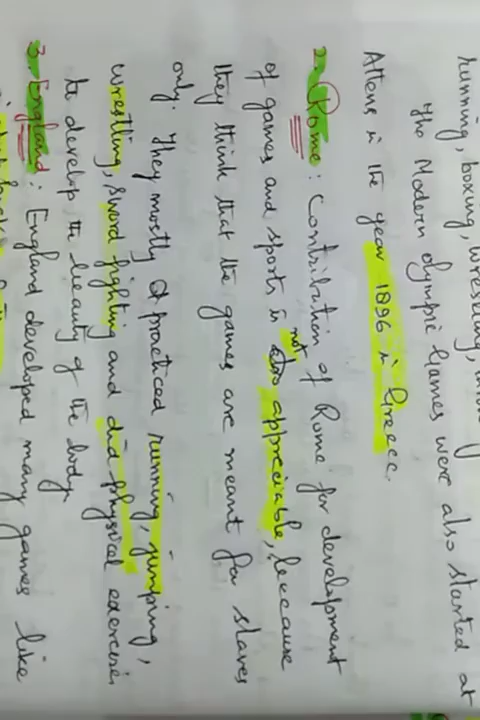 running, boxing, wrestling,
The Modern olympic Games were also started at
Attens in the year 1896 in Greece.
2. Rome: Contribution of Rome for development
of games and sports is not appreciable, because
they think that the games are meant for slaves
only. They mostly practiced running, jumping,
wrestling, sword fighting and did physical exercises
to develop the beauty of the body.
3. England: England developed many games like